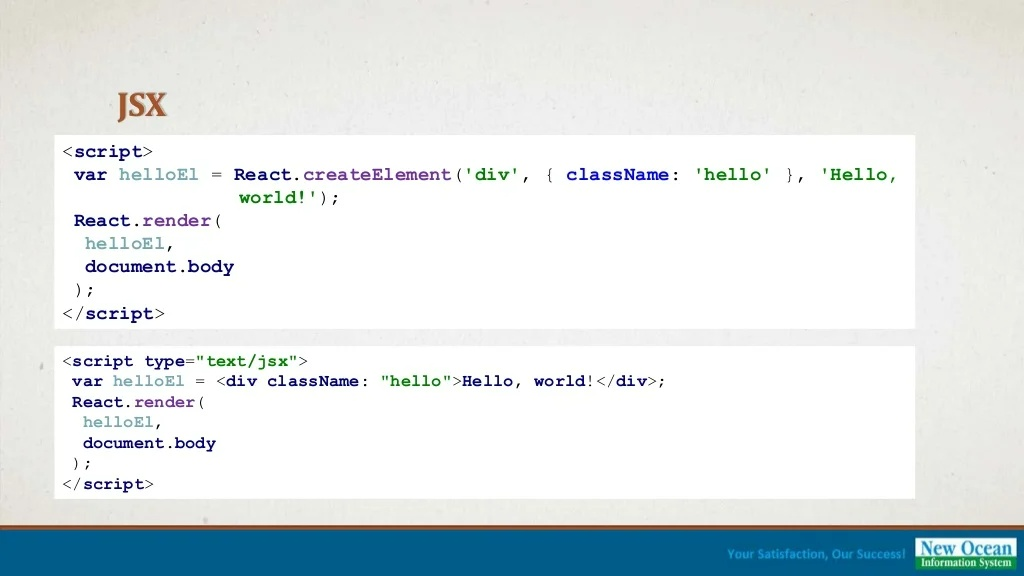 JSX
<script>
var helloEl = React.createElement('div', { className: 'hello' }, 'Hello,
world!');
React.render(
helloEl,
document.body
);
</script>
<script type="text/jsx">
var helloEl = <div className: "hello">Hello, world!</div>;
React.render(
helloEl,
document.body
);
</script>
Your Satisfaction, Our Success!
New Ocean
Information System